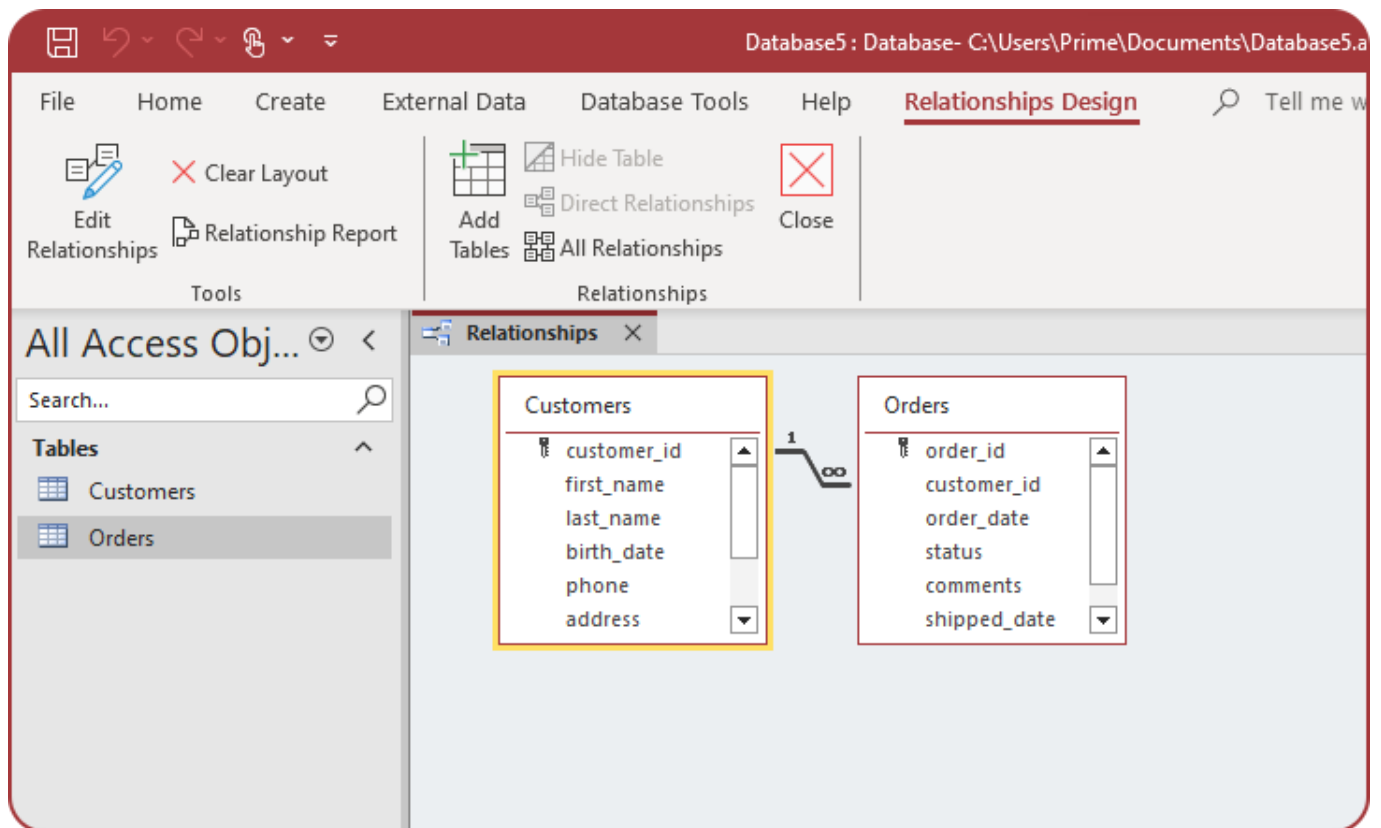 Database5 : Database- C:\Users\Prime\Documents\Database5.a
File Home Create External Data Database Tools Help Relationships Design Tell me w
Edit Relationships
Clear Layout
Relationship Report
Tools
Add Tables
Hide Table
Direct Relationships
All Relationships
Close
Relationships
All Access Obj...
Search...
Tables
Customers
Orders
Relationships
Customers
customer_id
first_name
last_name
birth_date
phone
address
1
∞
Orders
order_id
customer_id
order_date
status
comments
shipped_date